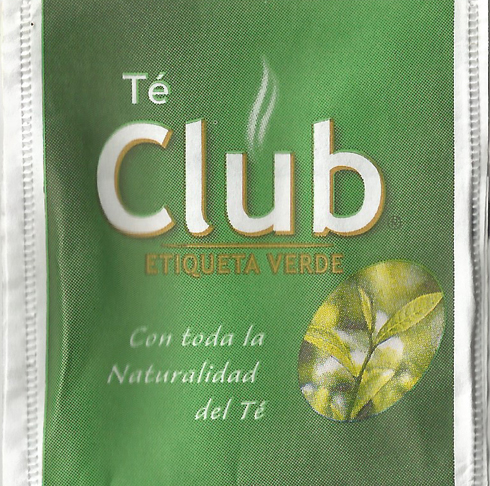 Té
Club®
ETIQUETA VERDE
Con toda la
Naturalidad
del Té